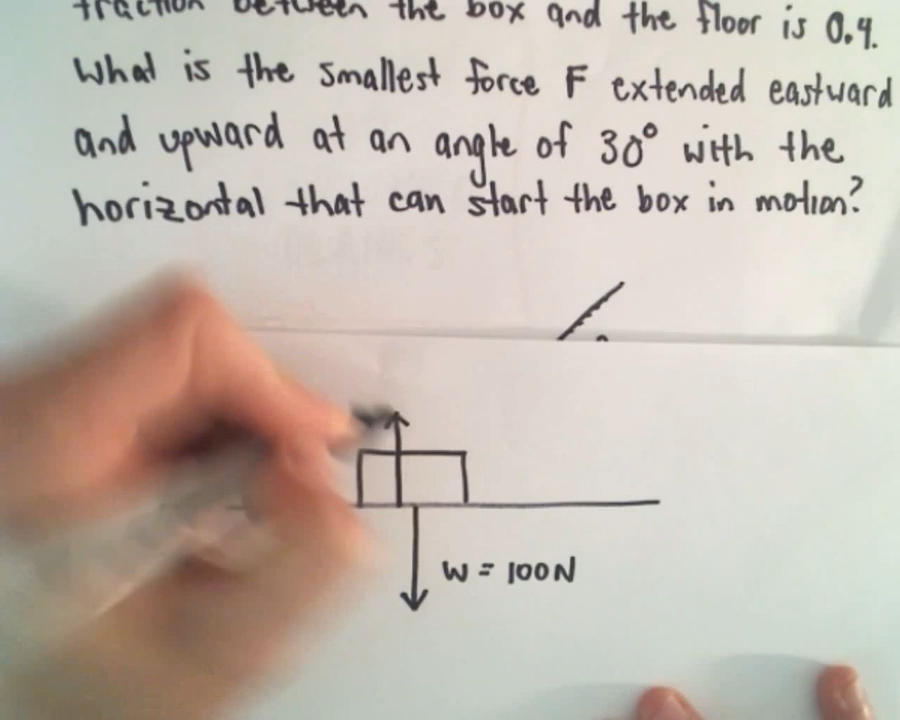 between the box and the floor is 0.4.
What is the smallest force F extended eastward
and upward at an angle of 30° with the
horizontal that can start the box in motion?
W = 100N